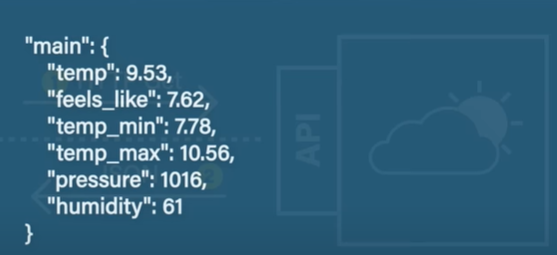 "main": {
"temp": 9.53,
"feels_like": 7.62,
"temp_min": 7.78,
"temp_max": 10.56,
"pressure": 1016,
"humidity": 61
}
API